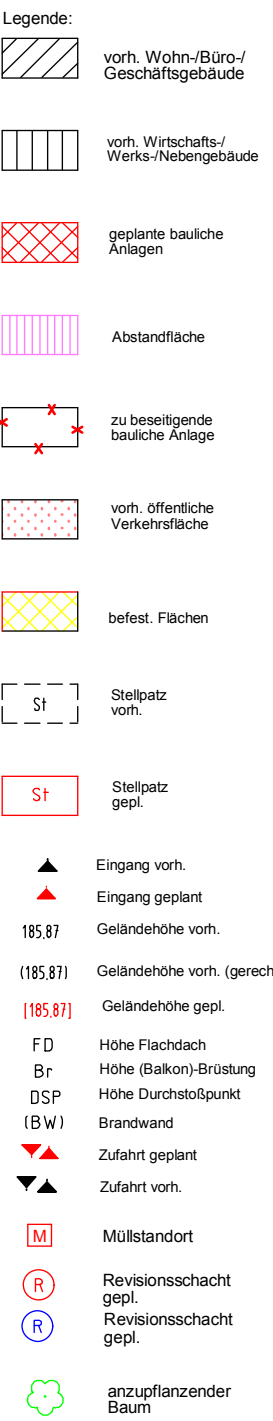 Legende:
vorh. Wohn-/Büro-/
Geschäftsgebäude
vorh. Wirtschafts-/
Werks-/Nebengebäude
geplante bauliche
Anlagen
Abstandfläche
zu beseitigende
bauliche Anlage
vorh. öffentliche
Verkehrsfläche
befest. Flächen
St Stellpatz
vorh.
St Stellpatz
gepl.
Eingang vorh.
Eingang geplant
185,87 Geländehöhe vorh.
(185,87) Geländehöhe vorh. (gerech
[185,87] Geländehöhe gepl.
FD Höhe Flachdach
Br Höhe (Balkon)-Brüstung
DSP Höhe Durchstoßpunkt
(BW) Brandwand
Zufahrt geplant
Zufahrt vorh.
M Müllstandort
R Revisionsschacht
gepl.
R Revisionsschacht
gepl.
anzupflanzender
Baum